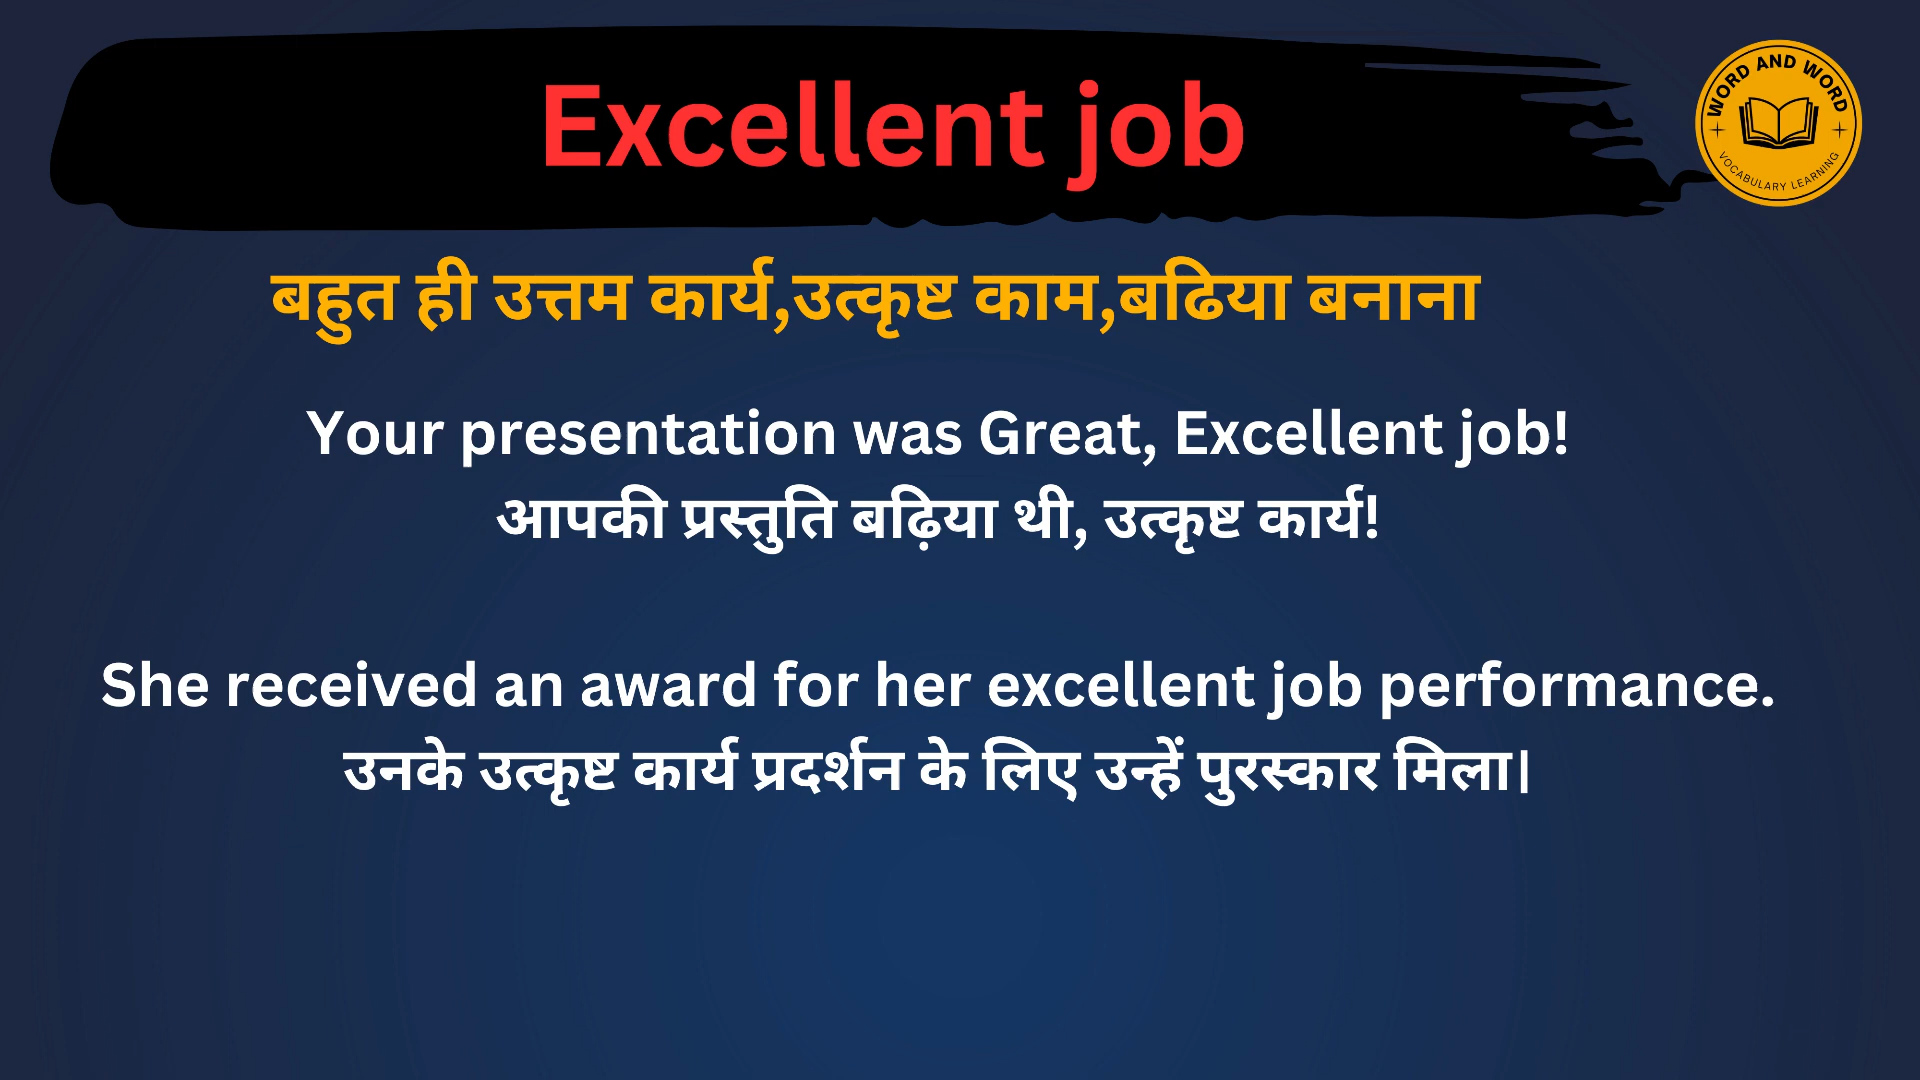 Excellent job
WORD AND WORD
VOCABULARY LEARNING
बहुत ही उत्तम कार्य,उत्कृष्ट काम,बढिया बनाना
Your presentation was Great, Excellent job!
आपकी प्रस्तुति बढ़िया थी, उत्कृष्ट कार्य!
She received an award for her excellent job performance.
उनके उत्कृष्ट कार्य प्रदर्शन के लिए उन्हें पुरस्कार मिला।